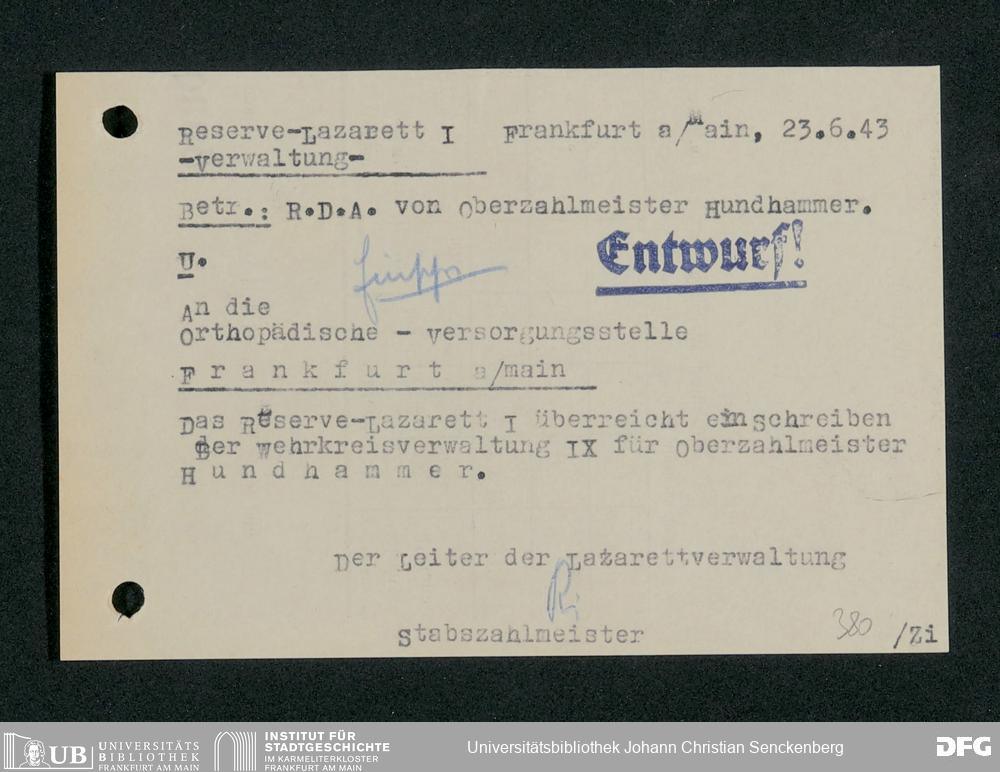 Reserve-Lazarett I Frankfurt a/Main, 23.6.43
-Verwaltung-
Betr.: R.D.A. von Oberzahlmeister Hundhammer.
Entwurf!
U.
An die
Orthopädische - Versorgungsstelle
Frankfurt a/main
Das Reserve-Lazarett I überreicht ein Schreiben
der Wehrkreisverwaltung IX für Oberzahlmeister
Hundhammer.
Der Leiter der Lazarettverwaltung
Stabszahlmeister 380 /Zi
UB UNIVERSITÄTS
BIBLIOTHEK
FRANKFURT AM MAIN
INSTITUT FÜR
STADTGESCHICHTE
IM KARMELITERKLOSTER
FRANKFURT AM MAIN
Universitätsbibliothek Johann Christian Senckenberg
DFG